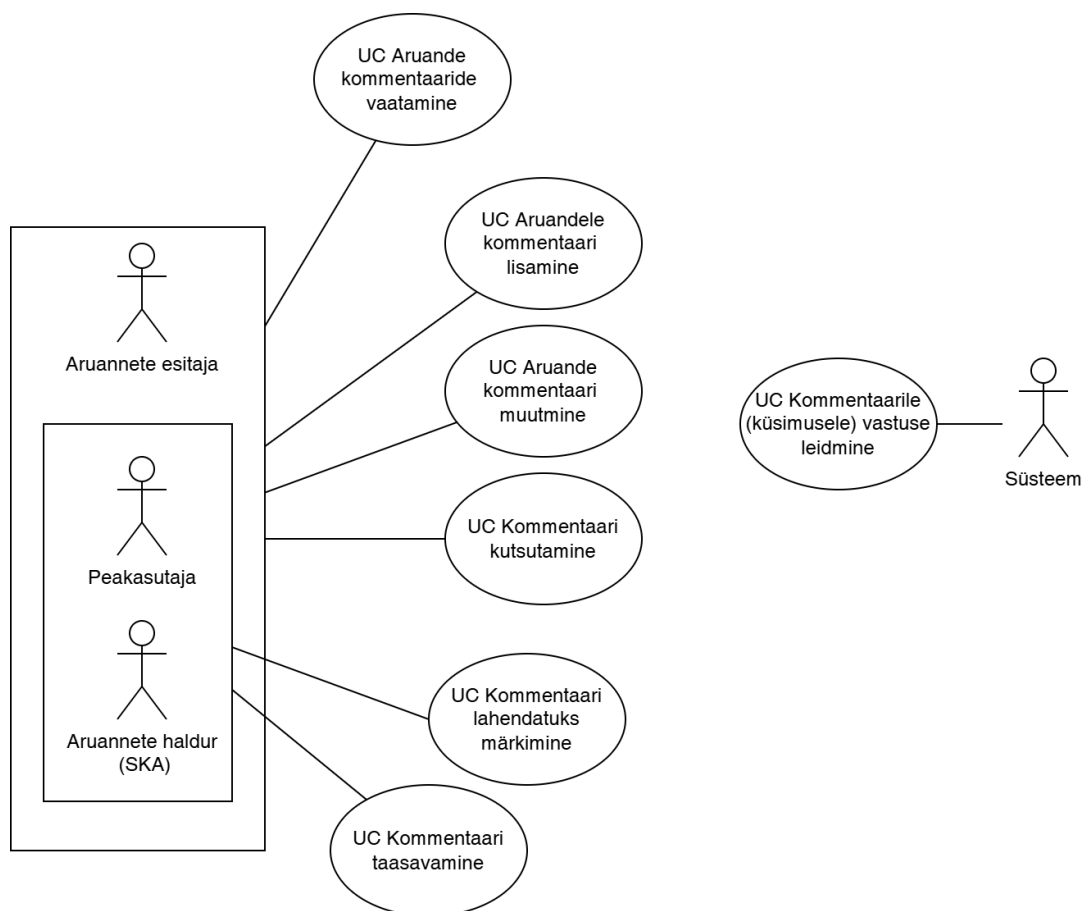 UC Aruande
kommentaaride
vaatamine
UC Aruandele
kommentaari
lisamine
Aruannete esitaja
UC Aruande
kommentaari
muutmine
UC Kommentaarile
(küsimusele) vastuse
leidmine
Süsteem
UC Kommentaari
kutsutamine
Peakasutaja
UC Kommentaari
lahendatuks
märkimine
Aruannete haldur
(SKA)
UC Kommentaari
taasavamine